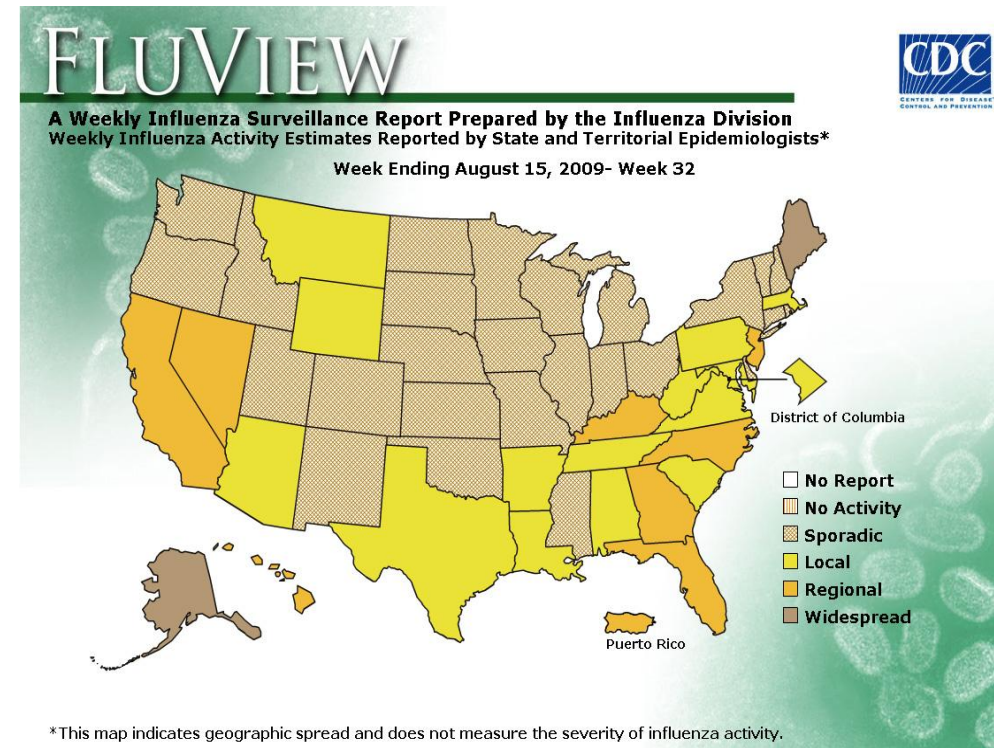 FLUVIEW
CDC
CENTERS FOR DISEASE
CONTROL AND PREVENTION
A Weekly Influenza Surveillance Report Prepared by the Influenza Division
Weekly Influenza Activity Estimates Reported by State and Territorial Epidemiologists*
Week Ending August 15, 2009- Week 32
District of Columbia
No Report
No Activity
Sporadic
Local
Regional
Widespread
Puerto Rico
*This map indicates geographic spread and does not measure the severity of influenza activity.